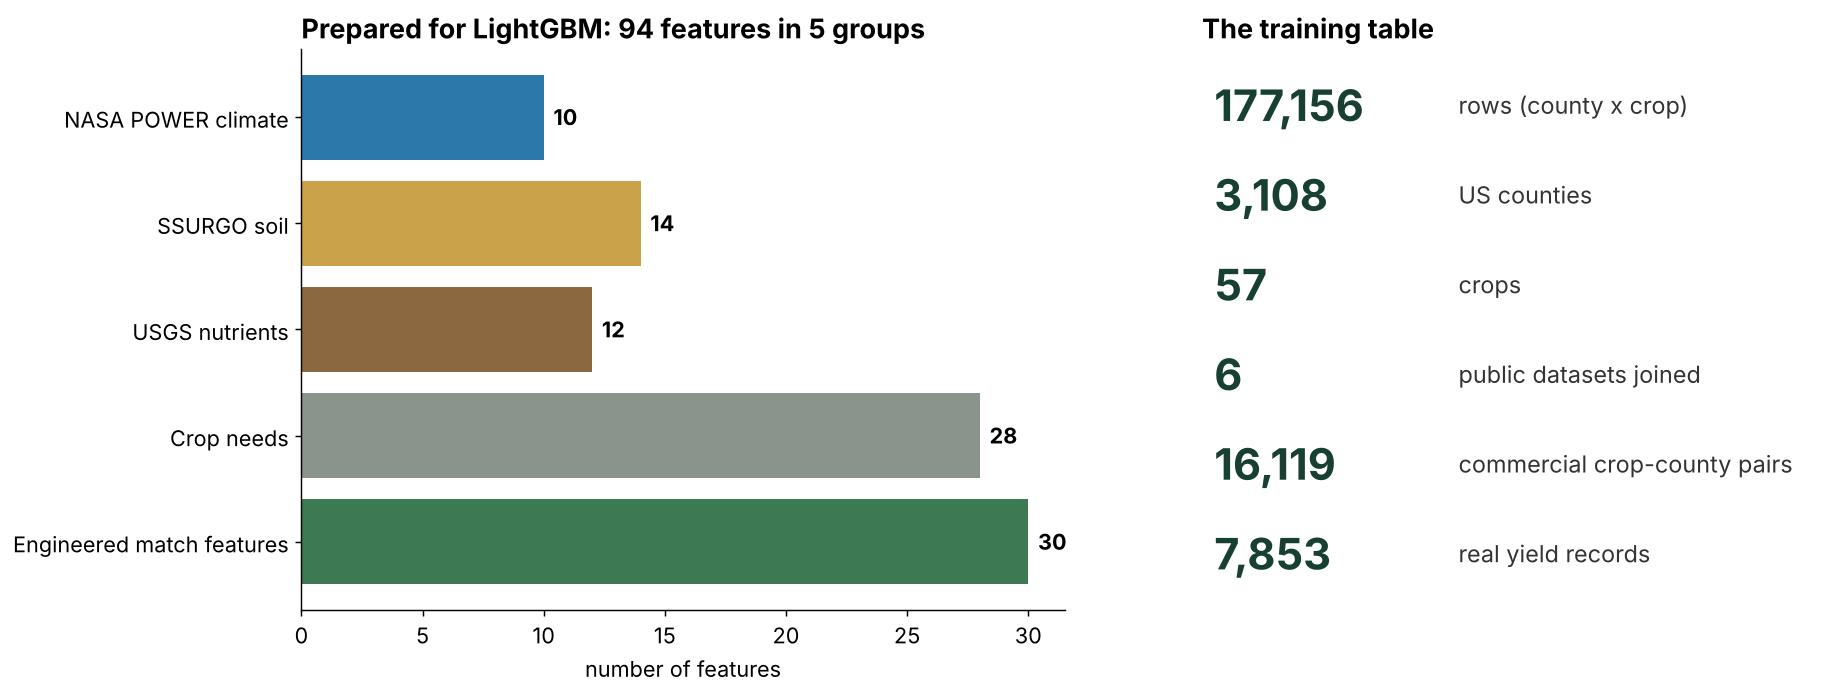 Prepared for LightGBM: 94 features in 5 groups
NASA POWER climate
10
SSURGO soil
14
USGS nutrients
12
Crop needs
28
Engineered match features
30
0 5 10 15 20 25 30
number of features
The training table
177,156 rows (county x crop)
3,108 US counties
57 crops
6 public datasets joined
16,119 commercial crop-county pairs
7,853 real yield records